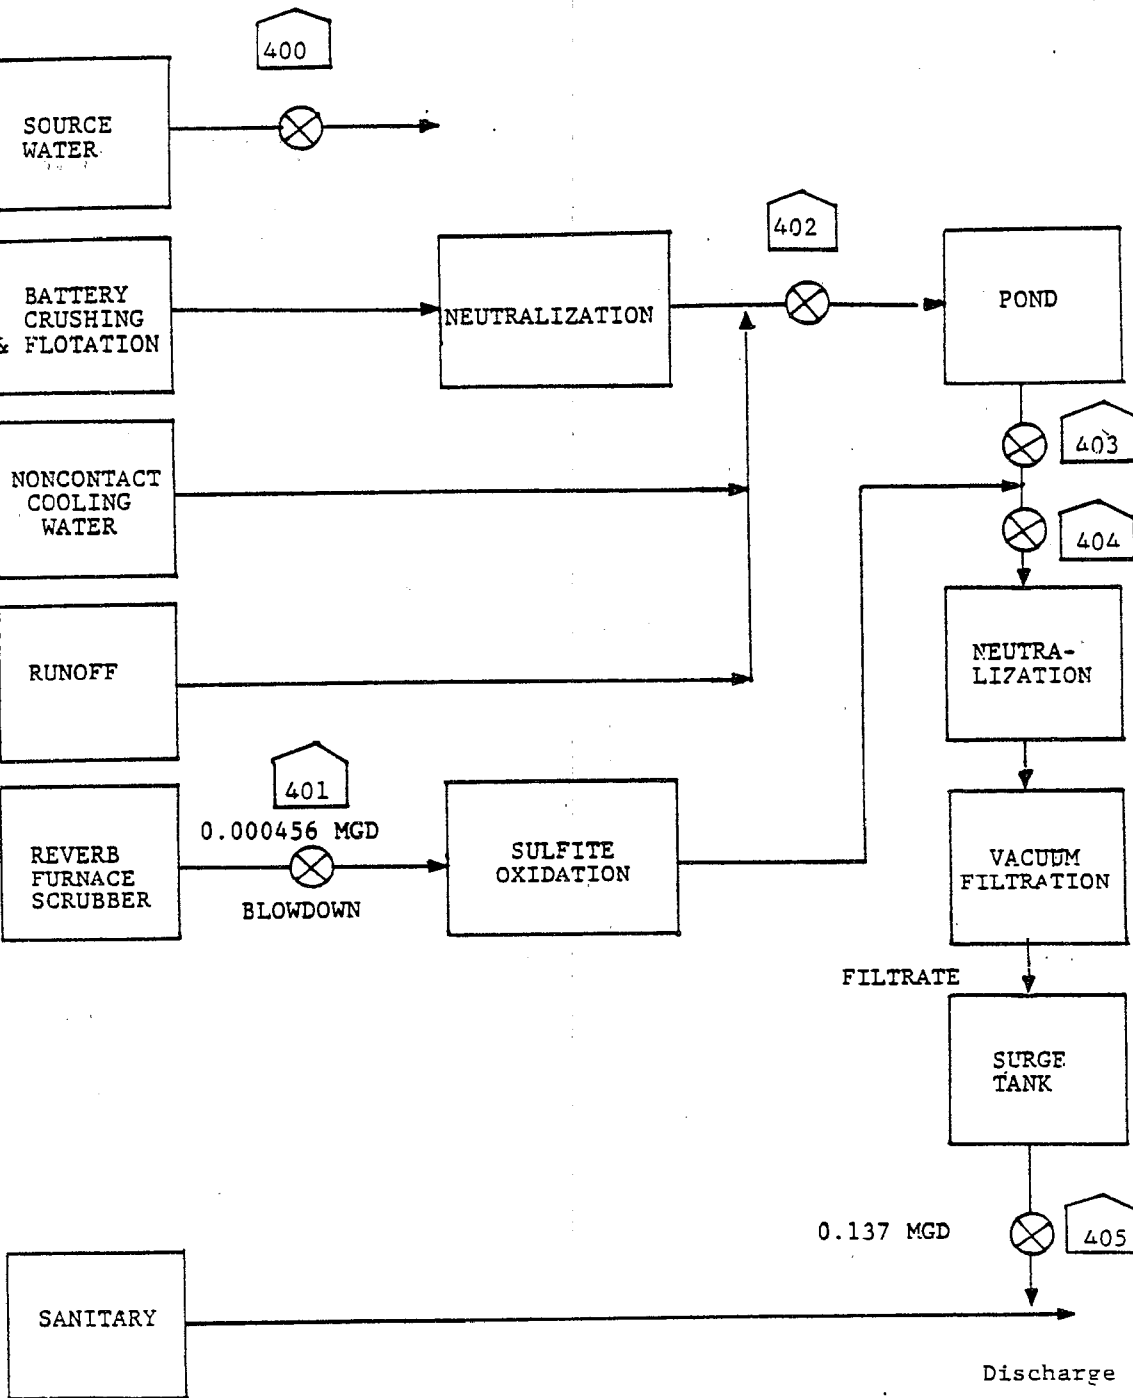 400
SOURCE
WATER
402
BATTERY
CRUSHING
& FLOTATION
NEUTRALIZATION
POND
403
NONCONTACT
COOLING
WATER
404
RUNOFF
NEUTRA-
LIZATION
401
0.000456 MGD
REVERB
FURNACE
SCRUBBER
BLOWDOWN
SULFITE
OXIDATION
VACUUM
FILTRATION
FILTRATE
SURGE
TANK
0.137 MGD
405
SANITARY
Discharge